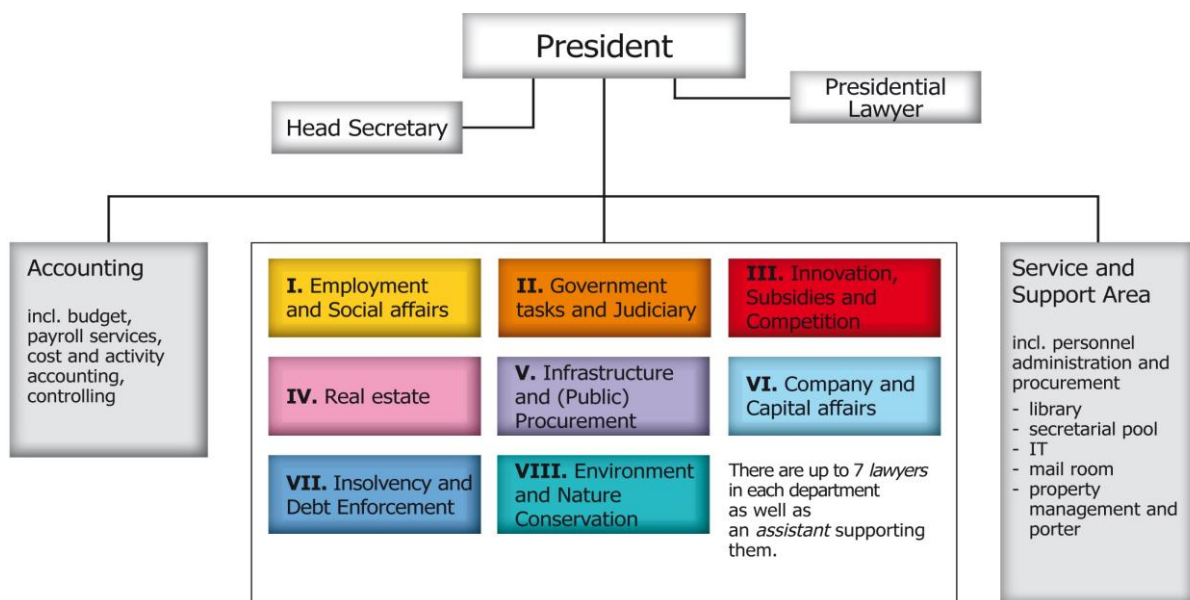 President
Presidential
Lawyer
Head Secretary
Accounting
incl. budget,
payroll services,
cost and activity
accounting,
controlling
I. Employment
and Social affairs
II. Government
tasks and Judiciary
III. Innovation,
Subsidies and
Competition
IV. Real estate
V. Infrastructure
and (Public)
Procurement
VI. Company and
Capital affairs
VII. Insolvency and
Debt Enforcement
VIII. Environment
and Nature
Conservation
There are up to 7 lawyers
in each department
as well as
an assistant supporting
them.
Service and
Support Area
incl. personnel
administration and
procurement
- library
- secretarial pool
- IT
- mail room
- property
management and
porter